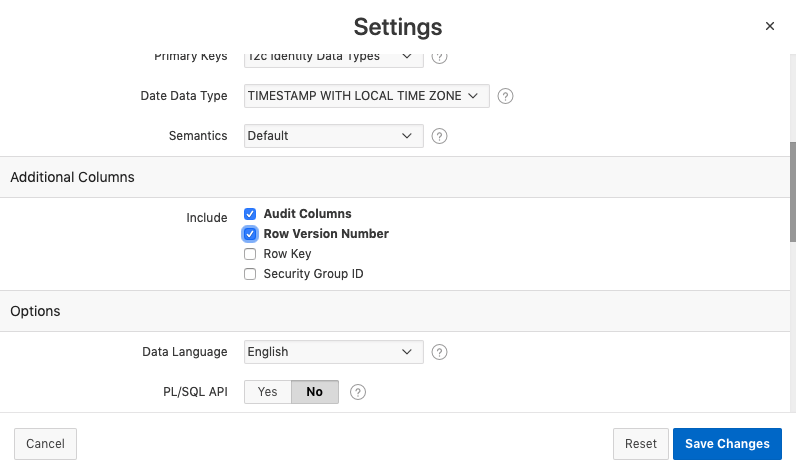 Settings
Primary Keys 12c Identity Data Types
Date Data Type TIMESTAMP WITH LOCAL TIME ZONE
Semantics Default
Additional Columns
Include Audit Columns
Row Version Number
Row Key
Security Group ID
Options
Data Language English
PL/SQL API Yes No
Cancel Reset Save Changes